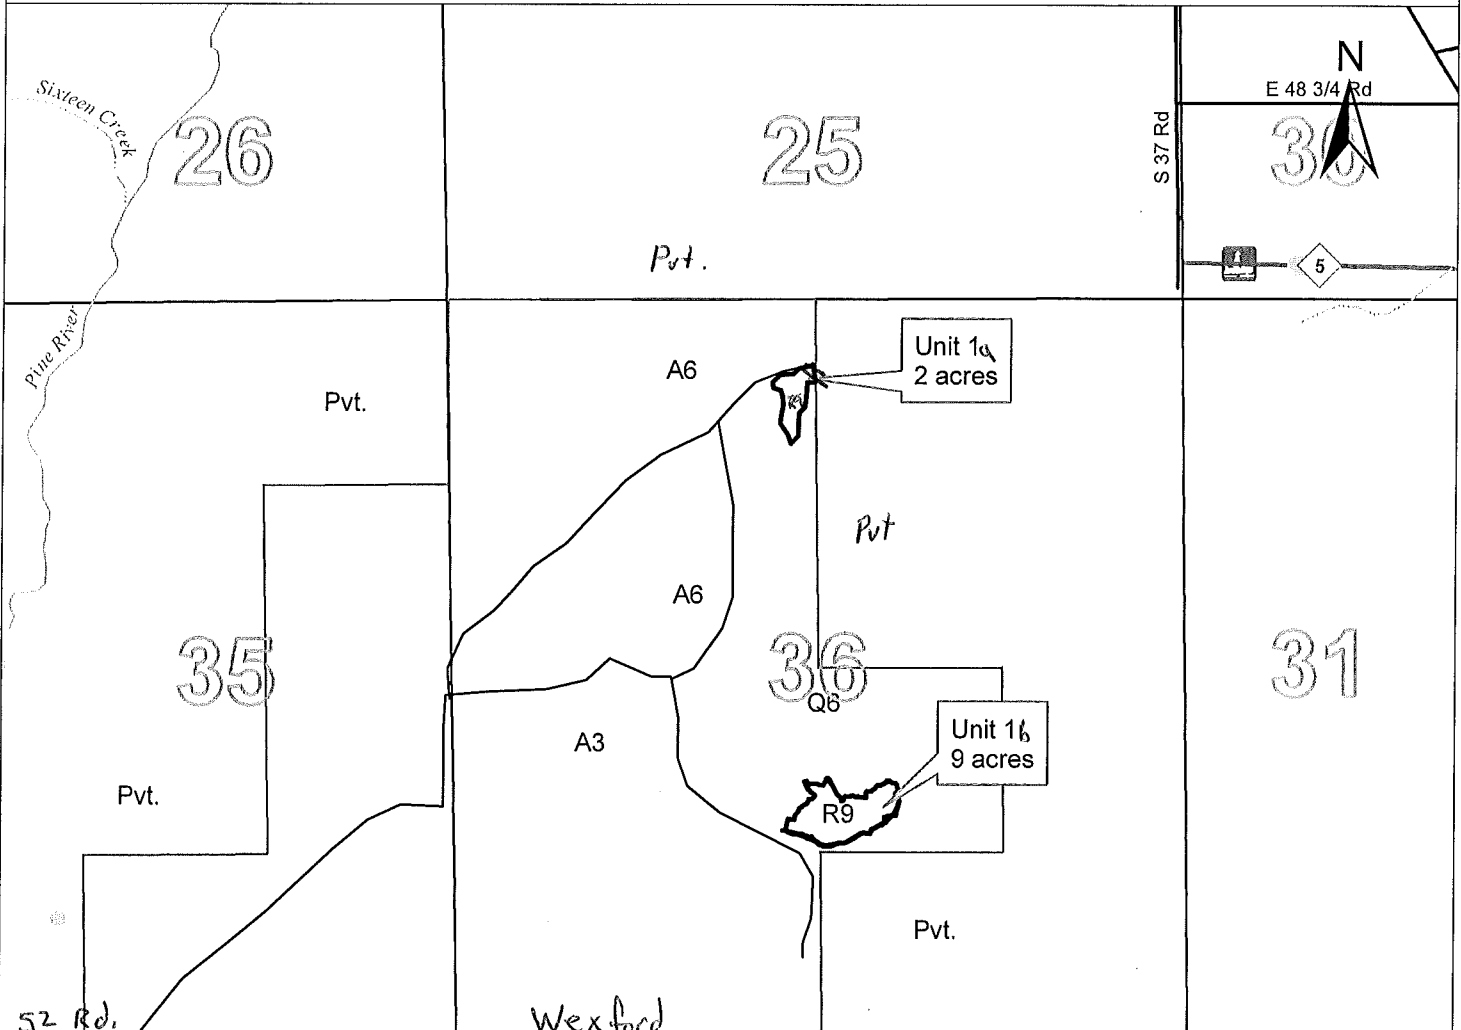 N
E 48 3/4 Rd
Sixteen Creek
26
25
S 37 Rd
30
Pvt.
5
Pine River
A6
Unit 1a
2 acres
Pvt.
R9
Pvt
A6
35
36
31
Q6
Unit 1b
9 acres
A3
Pvt.
R9
Pvt.
52 Rd.
Wexford